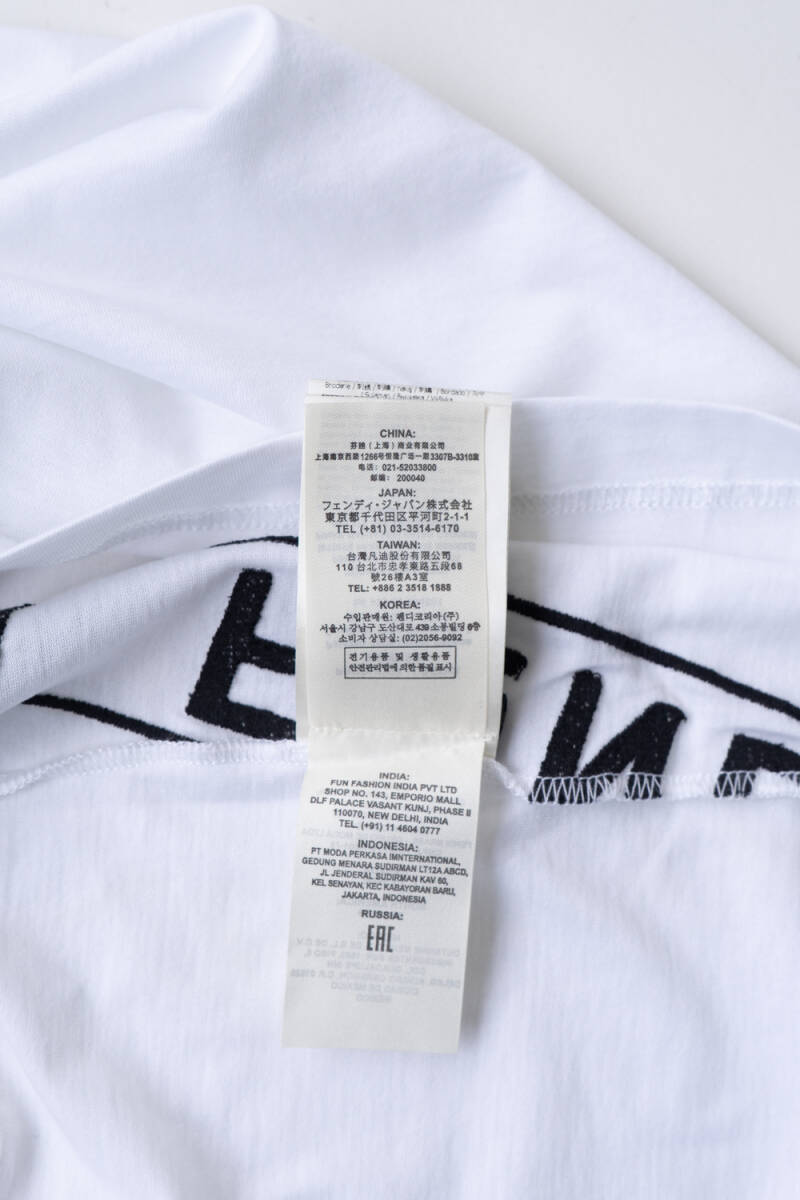 Broderie / 刺绣 / 刺繍 / 자수 / 刺繡 / Bordado /
CHINA:
芬迪（上海）商业有限公司
上海南京西路1266号恒隆广场一期3307B-3310室
电话: 021-52033800
邮编: 200040
JAPAN:
フェンディ・ジャパン株式会社
東京都千代田区平河町2-1-1
TEL (+81) 03-3514-6170
TAIWAN:
台灣凡迪股份有限公司
110 台北市忠孝東路五段68
號26樓A3室
TEL: +886 2 3518 1888
KOREA:
수입판매원: 펜디코리아(주)
서울시 강남구 도산대로 439 소봉빌딩 6층
소비자 상담실: (02)2056-9092
전기용품 및 생활용품
안전관리법에 의한 품질 표시
INDIA:
FUN FASHION INDIA PVT LTD
SHOP NO. 143, EMPORIO MALL
DLF PALACE VASANT KUNJ, PHASE II
110070, NEW DELHI, INDIA
TEL. (+91) 11 4604 0777
INDONESIA:
PT MODA PERKASA IMNTERNATIONAL,
GEDUNG MENARA SUDIRMAN LT12A ABCD,
JL JENDERAL SUDIRMAN KAV 60,
KEL SENAYAN, KEC KABAYORAN BARU,
JAKARTA, INDONESIA
RUSSIA:
EAC